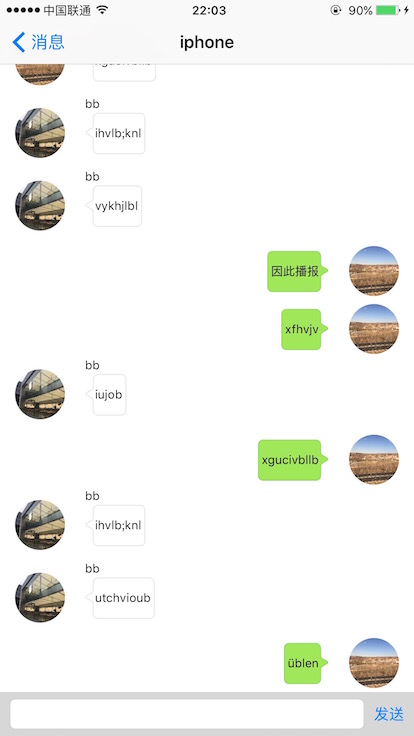 中国联通
22:03
90%
消息
iphone
bb
ihvlb;knl
bb
vykhjlbl
因此播报
xfhvjv
bb
iujob
xgucivbllb
bb
ihvlb;knl
bb
utchvioub
üblen
发送